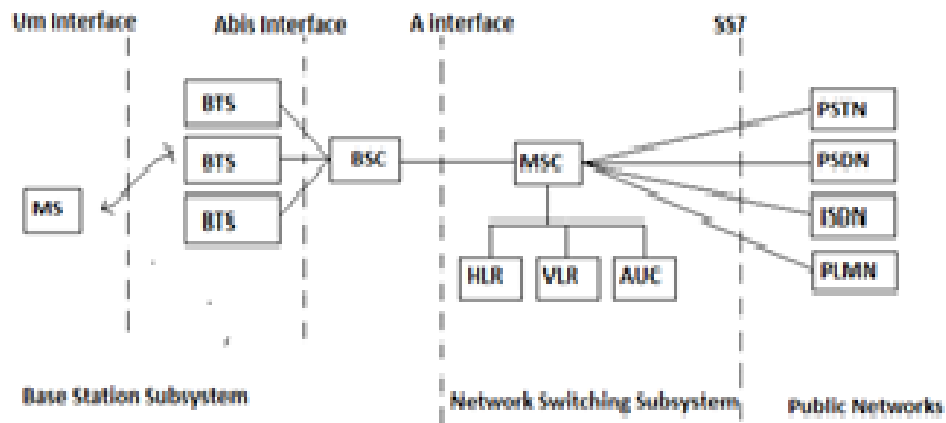 Um Interface
Abis Interface
A interface
SS7
BTS
BTS
BTS
BSC
MS
MSC
HLR
VLR
AUC
PSTN
PSDN
ISDN
PLMN
Base Station Subsystem
Network Switching Subsystem
Public Networks